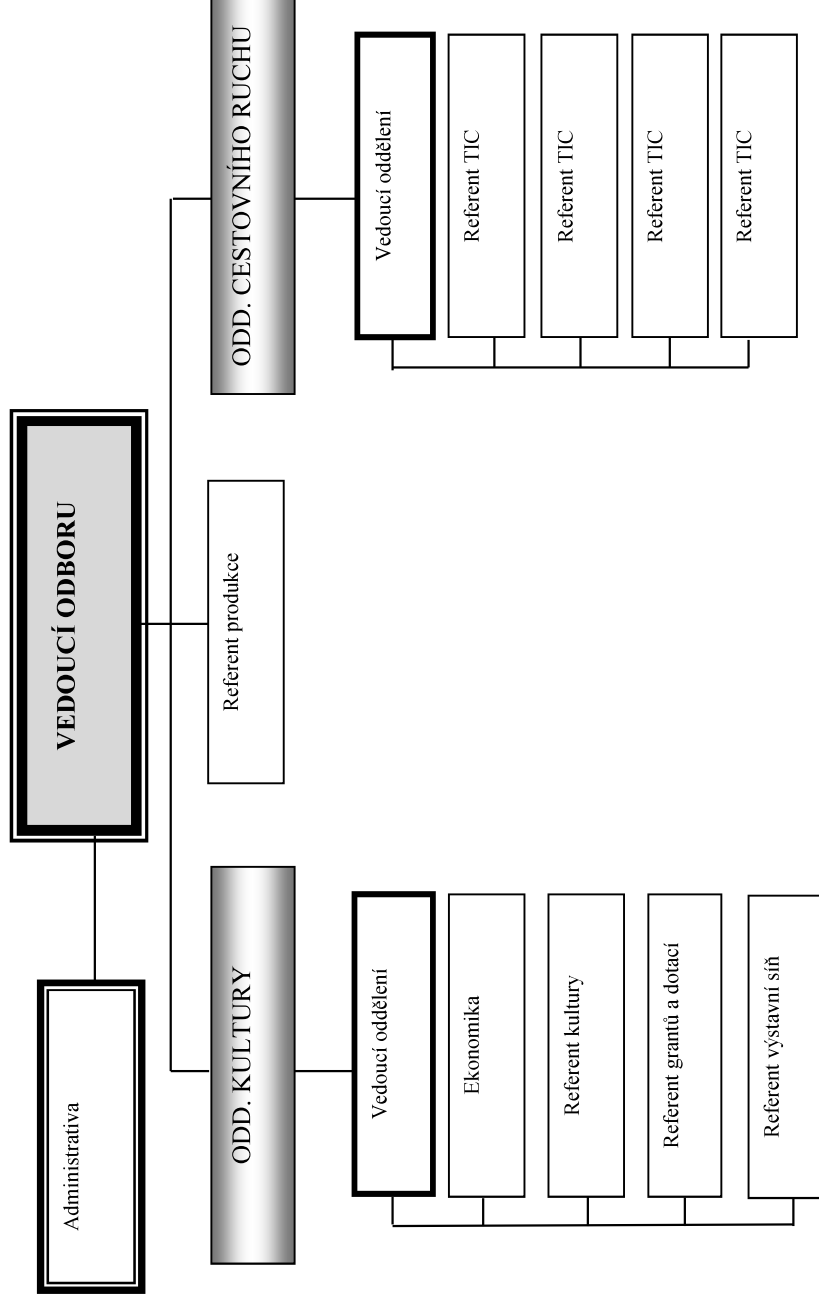 VEDOUCÍ ODBORU
Administrativa
ODD. KULTURY
Referent produkce
ODD. CESTOVNÍHO RUCHU
Vedoucí oddělení
Ekonomika
Referent kultury
Referent grantů a dotací
Referent výstavní síň
Vedoucí oddělení
Referent TIC
Referent TIC
Referent TIC
Referent TIC